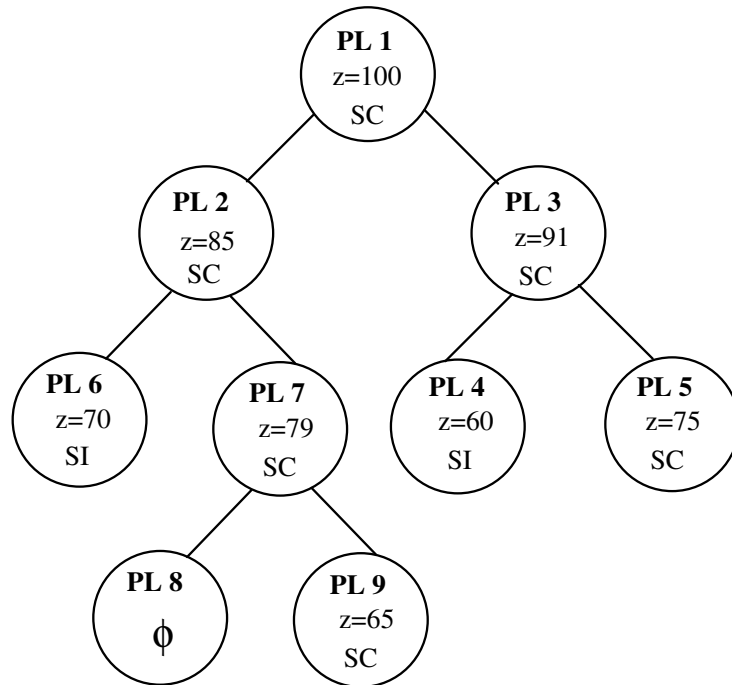 PL 1
z=100
SC
PL 2
z=85
SC
PL 3
z=91
SC
PL 6
z=70
SI
PL 7
z=79
SC
PL 4
z=60
SI
PL 5
z=75
SC
PL 8
ϕ
PL 9
z=65
SC